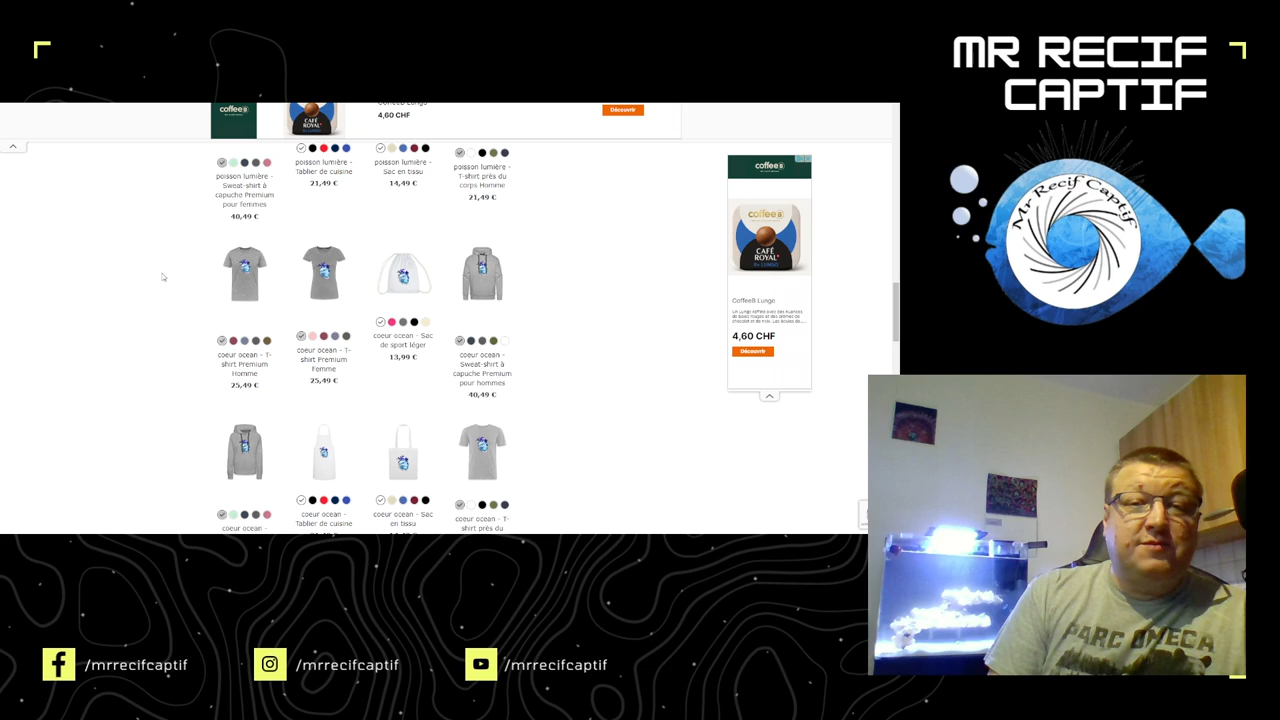 MR RECIF
CAPTIF
Mr Recif Captif
coffee B
CAFÉ
ROYAL
4,60 CHF
Découvrir
poisson lumière -
Sweat-shirt à
capuche Premium
pour femmes
40,49 €
poisson lumière -
Tablier de cuisine
21,49 €
poisson lumière -
Sac en tissu
14,49 €
poisson lumière -
T-shirt près du
corps Homme
21,49 €
coeur ocean - T-
shirt Premium
Homme
25,49 €
coeur ocean - T-
shirt Premium
Femme
25,49 €
coeur ocean - Sac
de sport léger
13,99 €
coeur ocean -
Sweat-shirt à
capuche Premium
pour hommes
40,49 €
coeur ocean -
coeur ocean -
Tablier de cuisine
coeur ocean - Sac
en tissu
coeur ocean - T-
shirt près du
coffee B
coffee B
CAFÉ
ROYAL
CoffeeB Lungo
4,60 CHF
Découvrir
PARC OMEGA
/mrrecifcaptif
/mrrecifcaptif
/mrrecifcaptif